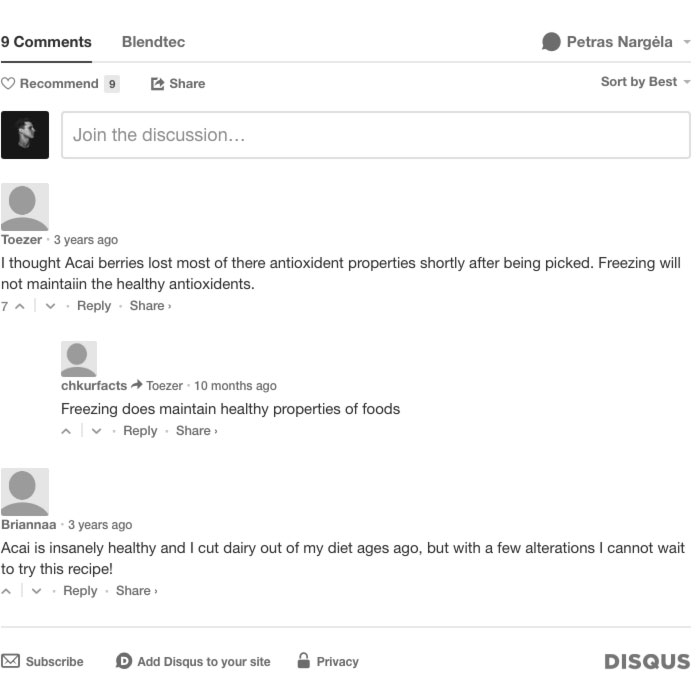 9 Comments Blendtec Petras Nargėla
Recommend 9 Share Sort by Best
Join the discussion...
Toezer · 3 years ago
I thought Acai berries lost most of there antioxident properties shortly after being picked. Freezing will
not maintaiin the healthy antioxidents.
7 | · Reply · Share ›
chkurfacts Toezer · 10 months ago
Freezing does maintain healthy properties of foods
| · Reply · Share ›
Briannaa · 3 years ago
Acai is insanely healthy and I cut dairy out of my diet ages ago, but with a few alterations I cannot wait
to try this recipe!
| · Reply · Share ›
Subscribe D Add Disqus to your site Privacy DISQUS